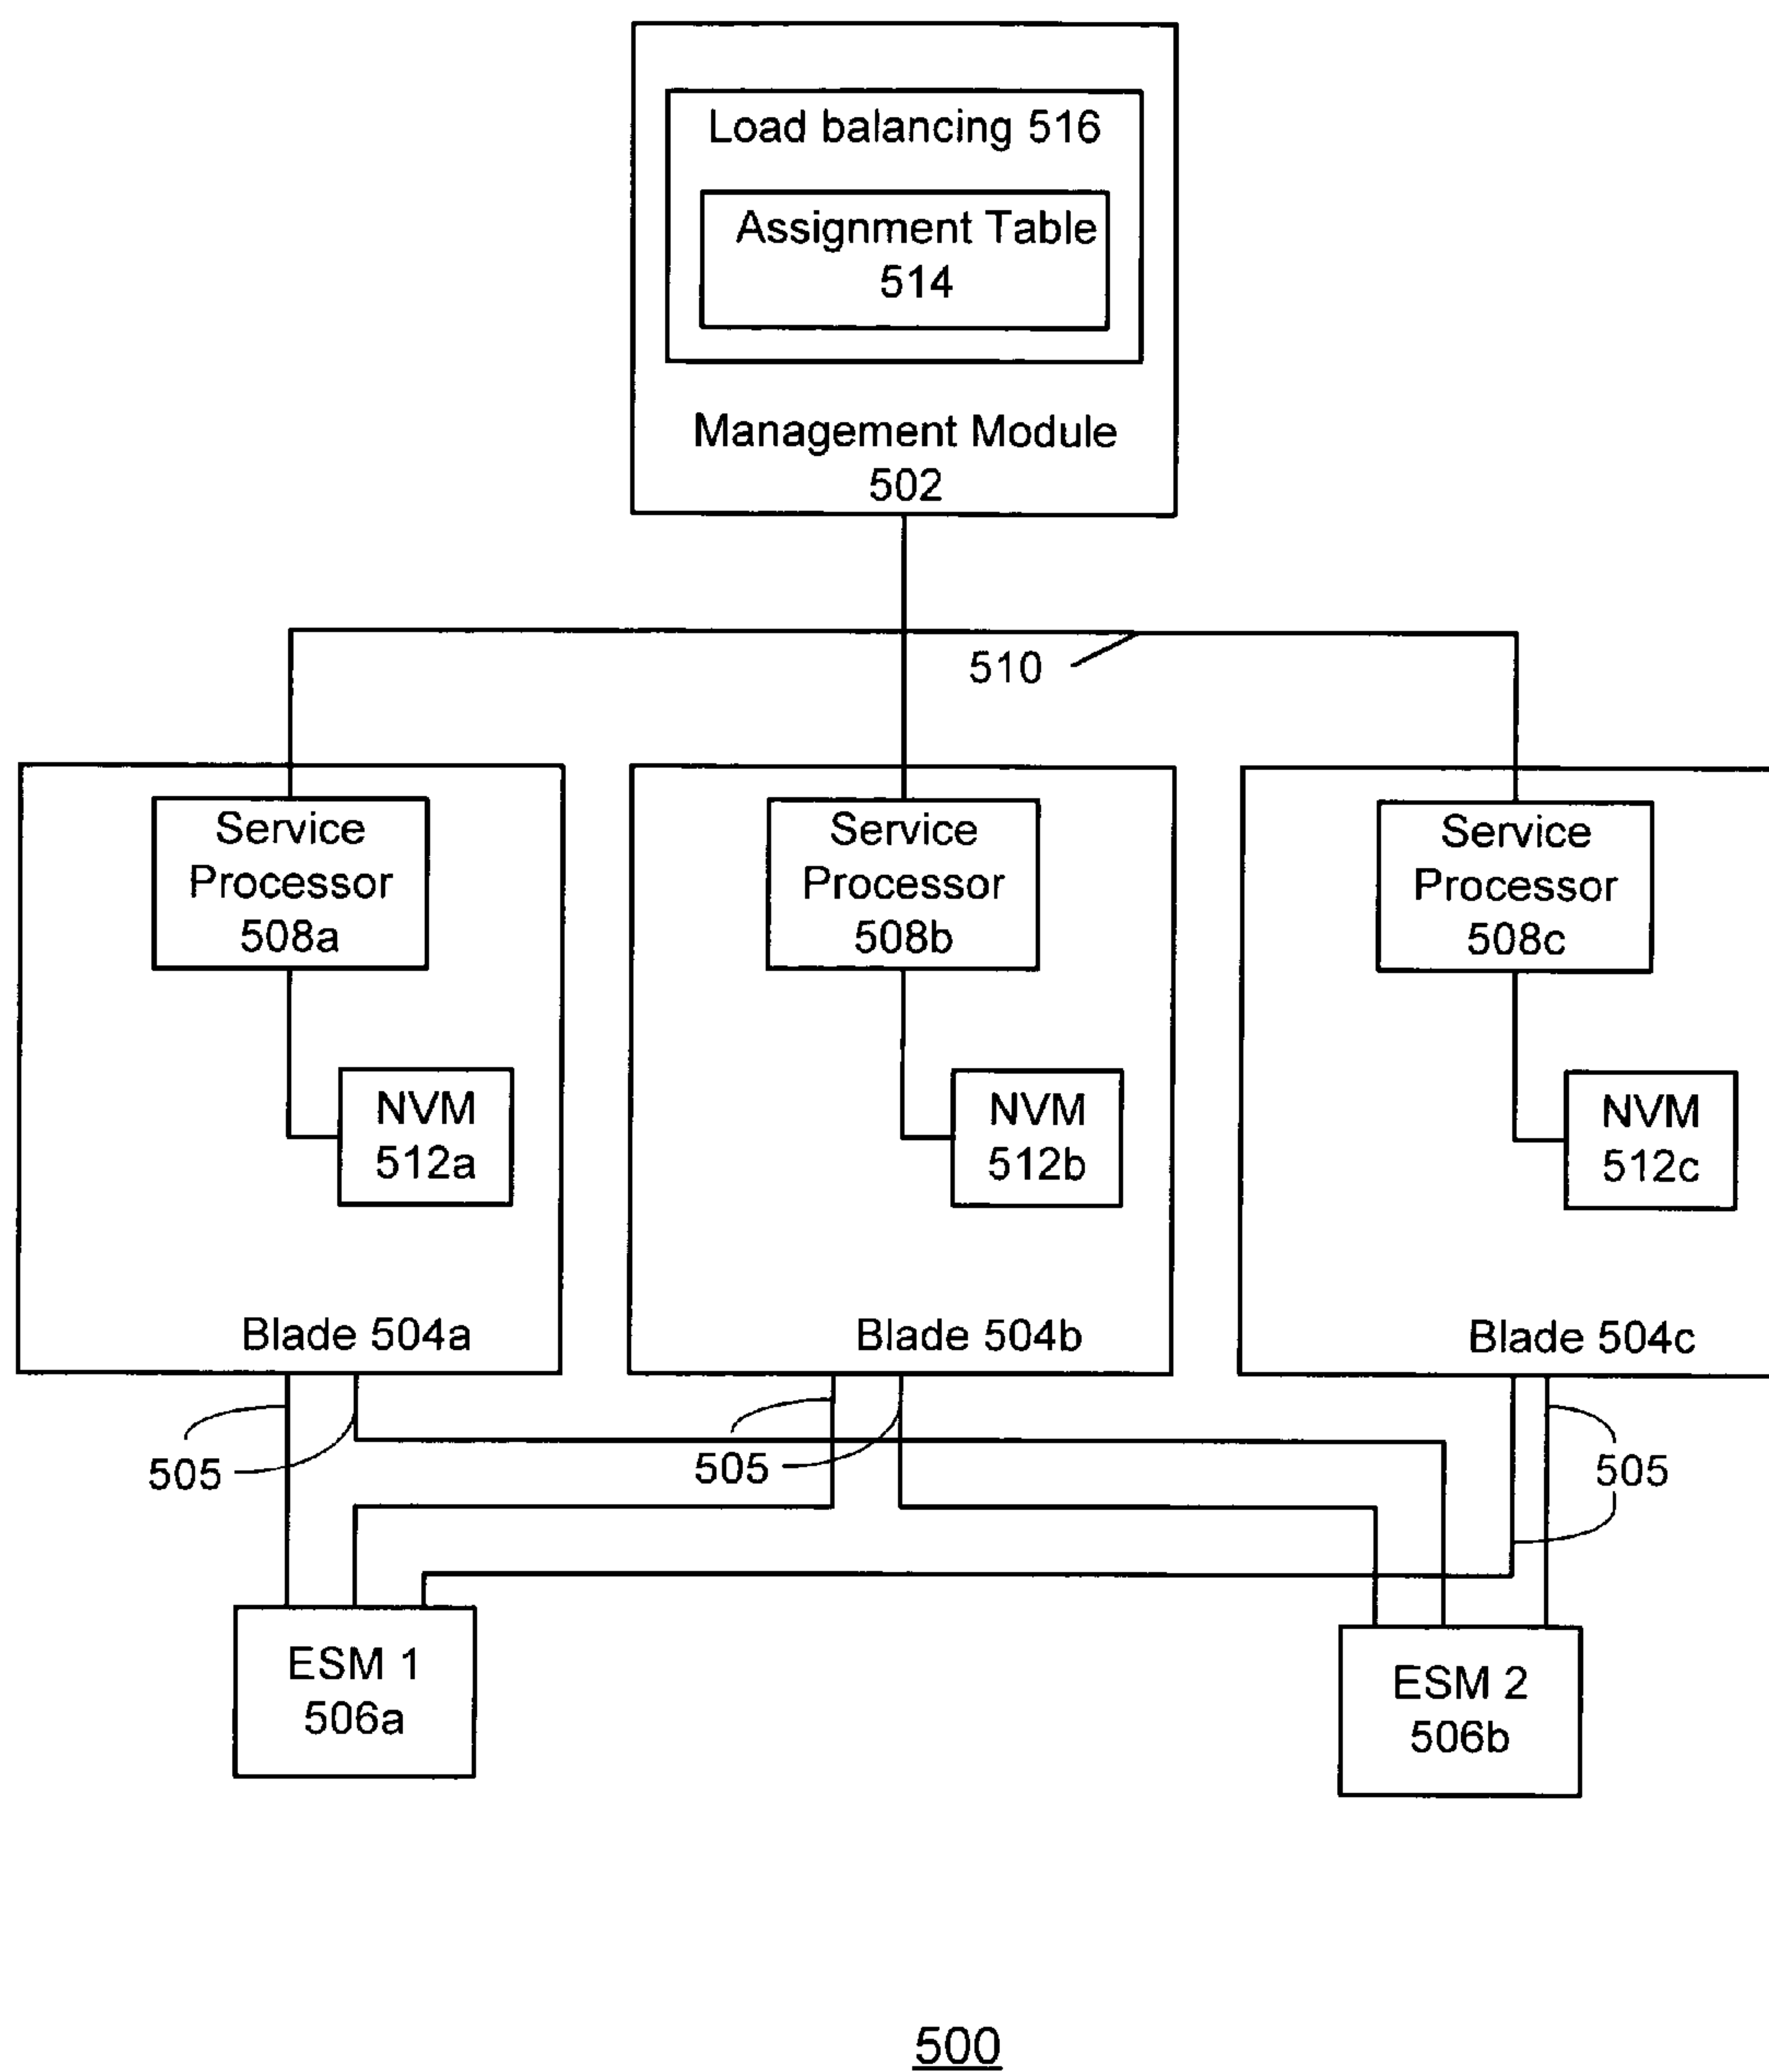 Load balancing 516
Assignment Table
514
Management Module
502
510
Service
Processor
508a
NVM
512a
Blade 504a
Service
Processor
508b
NVM
512b
Blade 504b
Service
Processor
508c
NVM
512c
Blade 504c
505
505
505
ESM 1
506a
ESM 2
506b
500